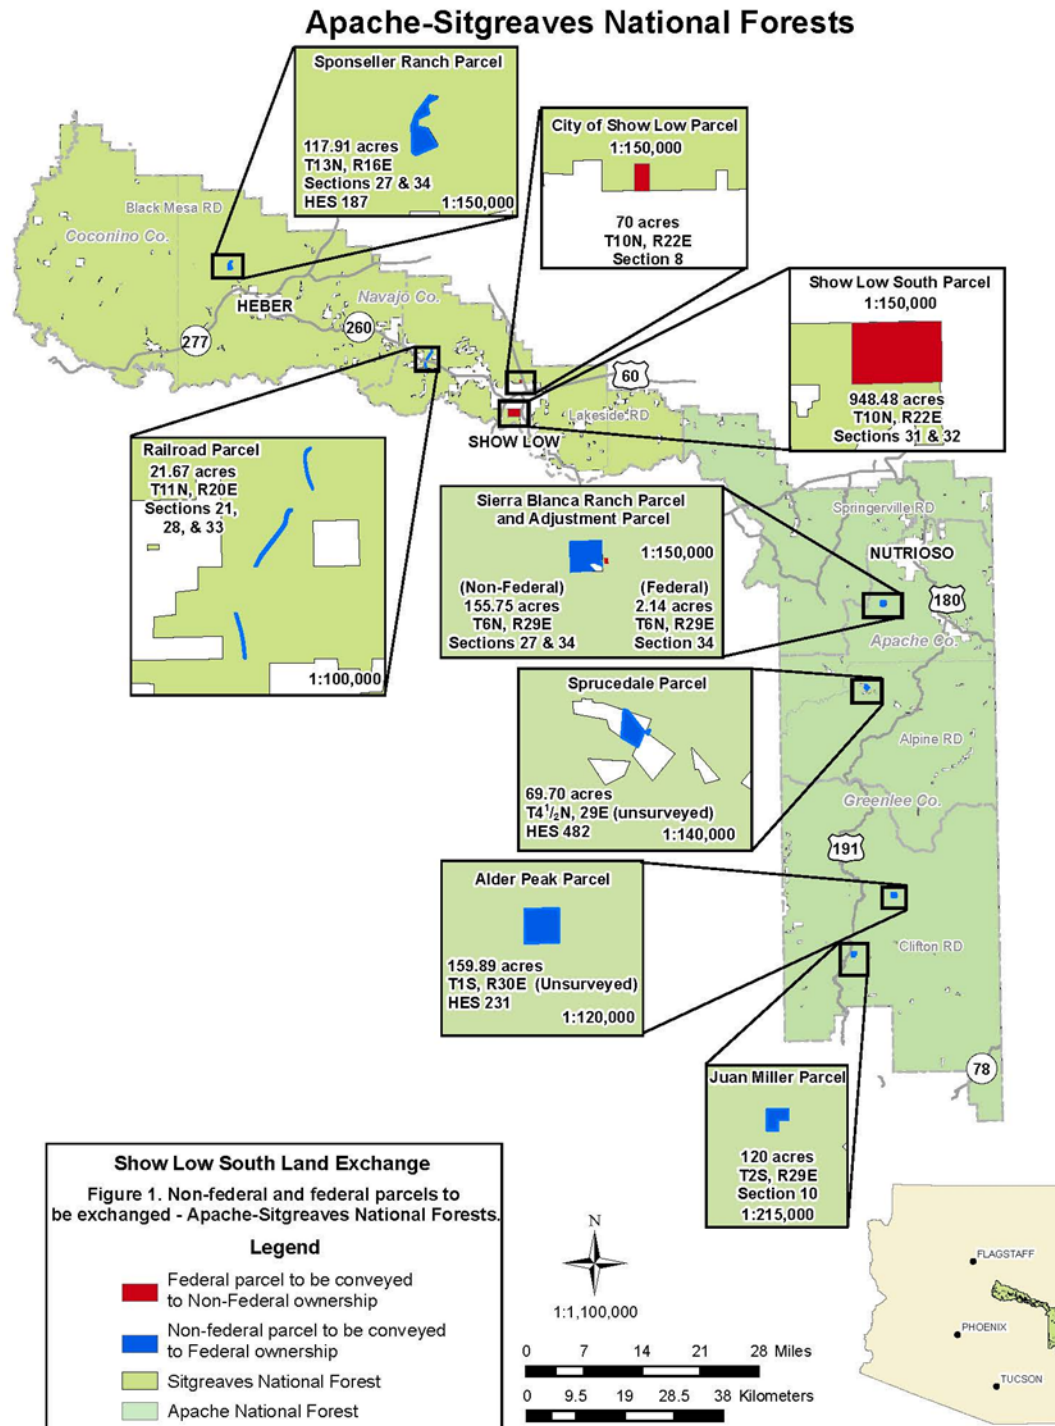 Apache-Sitgreaves National Forests
Sponseller Ranch Parcel
117.91 acres
T13N, R16E
Sections 27 & 34
HES 187
1:150,000
City of Show Low Parcel
1:150,000
70 acres
T10N, R22E
Section 8
Black Mesa RD
Coconino Co.
HEBER
Navajo Co.
260
277
60
Lakeside RD
SHOW LOW
Show Low South Parcel
1:150,000
948.48 acres
T10N, R22E
Sections 31 & 32
Railroad Parcel
21.67 acres
T11N, R20E
Sections 21,
28, & 33
1:100,000
Sierra Blanca Ranch Parcel
and Adjustment Parcel
1:150,000
(Non-Federal)
155.75 acres
T6N, R29E
Sections 27 & 34
(Federal)
2.14 acres
T6N, R29E
Section 34
Springerville RD
NUTRIOSO
180
Apache Co.
Sprucedale Parcel
69.70 acres
T4 1/2N, 29E (unsurveyed)
HES 482
1:140,000
Alpine RD
Greenlee Co.
191
Alder Peak Parcel
159.89 acres
T1S, R30E (Unsurveyed)
HES 231
1:120,000
Clifton RD
78
Juan Miller Parcel
120 acres
T2S, R29E
Section 10
1:215,000
Show Low South Land Exchange
Figure 1. Non-federal and federal parcels to
be exchanged - Apache-Sitgreaves National Forests.
Legend
Federal parcel to be conveyed
to Non-Federal ownership
Non-federal parcel to be conveyed
to Federal ownership
Sitgreaves National Forest
Apache National Forest
N
1:1,100,000
0 7 14 21 28 Miles
0 9.5 19 28.5 38 Kilometers
FLAGSTAFF
PHOENIX
TUCSON